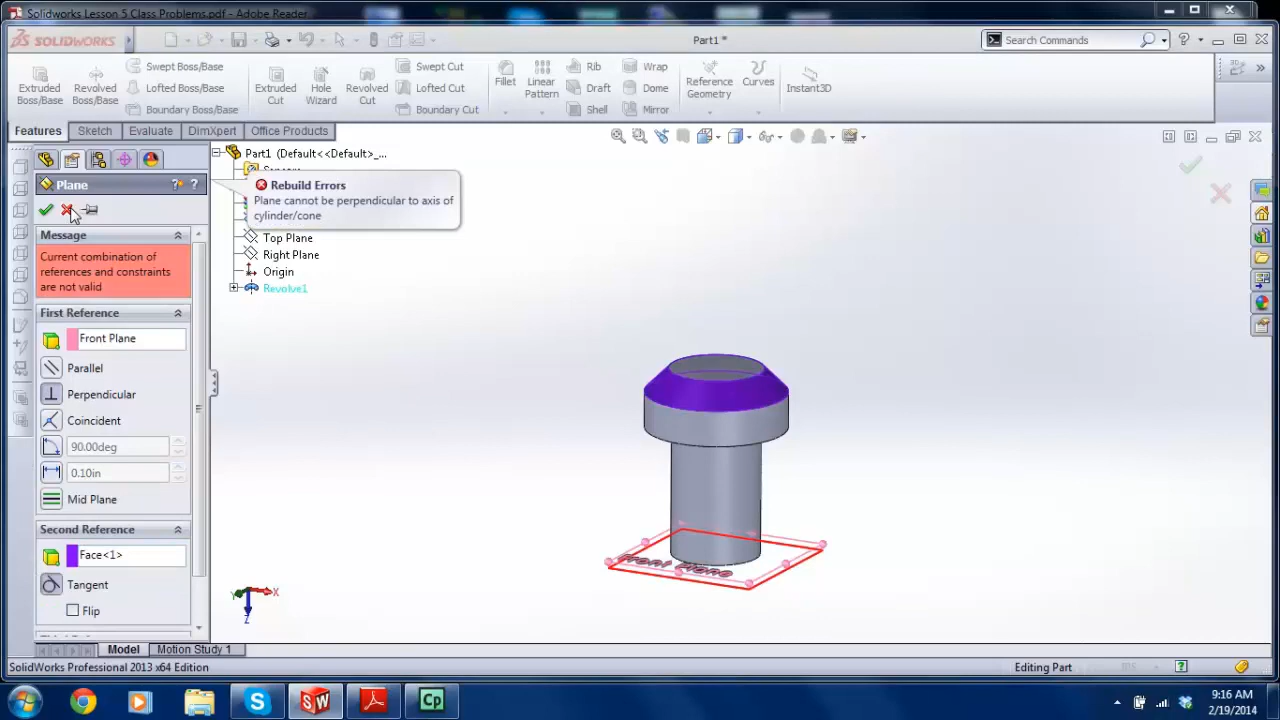 Solidworks Lesson 5 Class Problems.pdf - Adobe Reader
SOLIDWORKS
Part1 *
Search Commands
Extruded Boss/Base
Revolved Boss/Base
Swept Boss/Base
Lofted Boss/Base
Boundary Boss/Base
Extruded Cut
Hole Wizard
Revolved Cut
Swept Cut
Lofted Cut
Boundary Cut
Fillet
Linear Pattern
Rib
Draft
Shell
Wrap
Dome
Mirror
Reference Geometry
Curves
Instant3D
Features
Sketch
Evaluate
DimXpert
Office Products
Part1 (Default<<Default>_...
Plane
Rebuild Errors
Plane cannot be perpendicular to axis of
cylinder/cone
Top Plane
Right Plane
Origin
Revolve1
Message
Current combination of
references and constraints
are not valid
First Reference
Front Plane
Parallel
Perpendicular
Coincident
90.00deg
0.10in
Mid Plane
Second Reference
Face<1>
Tangent
Flip
Front Plane
X
Y
Z
Model
Motion Study 1
SolidWorks Professional 2013 x64 Edition
Editing Part
S
SW
Cp
9:16 AM
2/19/2014